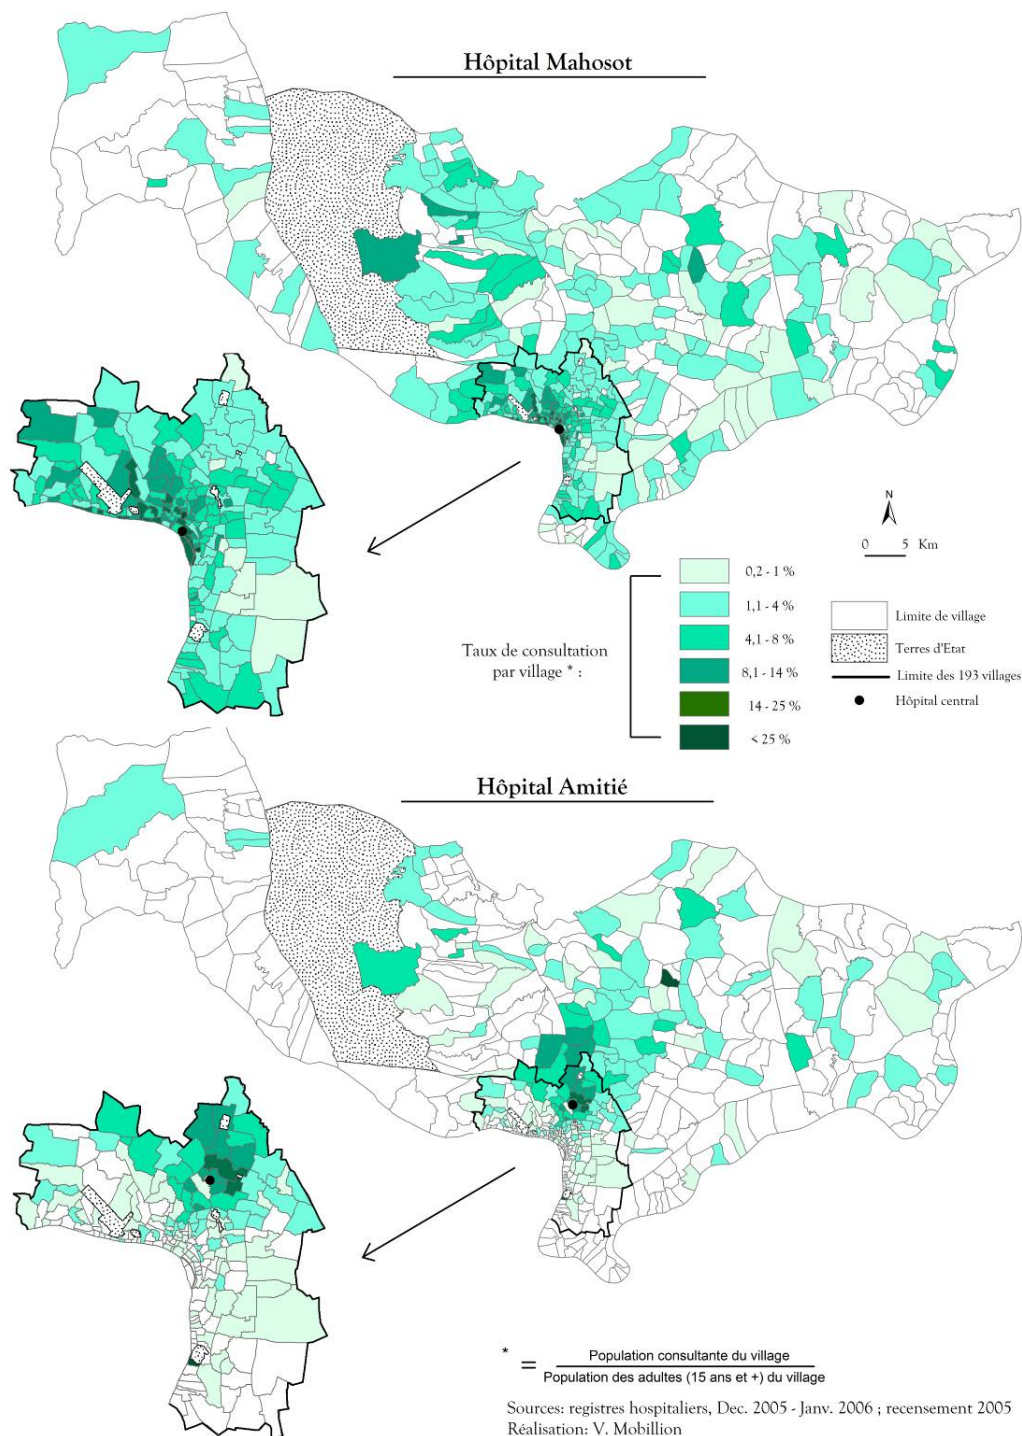 Hôpital Mahosot
N
0 5 Km
0,2 - 1 %
1,1 - 4 %
4,1 - 8 %
8,1 - 14 %
14 - 25 %
< 25 %
Taux de consultation
par village * :
Limite de village
Terres d'Etat
Limite des 193 villages
Hôpital central
Hôpital Amitié
* = Population consultante du village
Population des adultes (15 ans et +) du village
Sources: registres hospitaliers, Dec. 2005 - Janv. 2006 ; recensement 2005
Réalisation: V. Mobillion